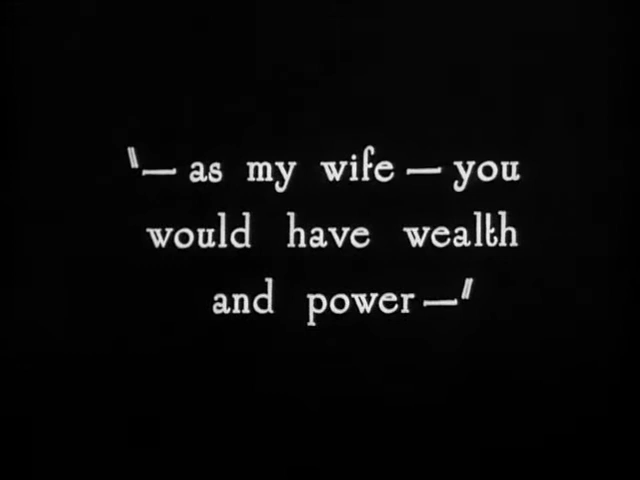 "— as my wife — you
would have wealth
and power —"